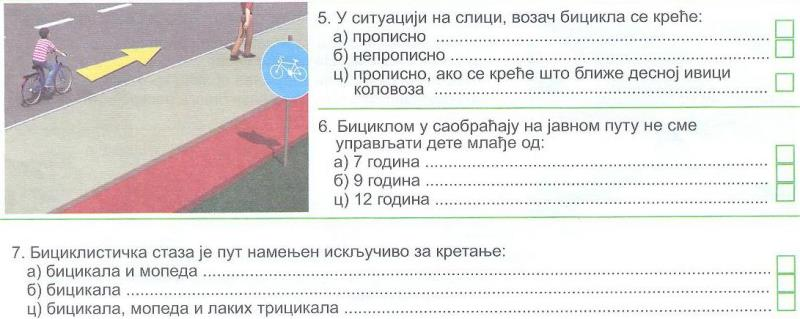 5. У ситуацији на слици, возач бицикла се креће:
а) прописно
б) непрописно
ц) прописно, ако се креће што ближе десној ивици
коловоза
6. Бициклом у саобраћају на јавном путу не сме
управљати дете млађе од:
а) 7 година
б) 9 година
ц) 12 година
7. Бициклистичка стаза је пут намењен искључиво за кретање:
а) бицикала и мопеда
б) бицикала
ц) бицикала, мопеда и лаких трицикала